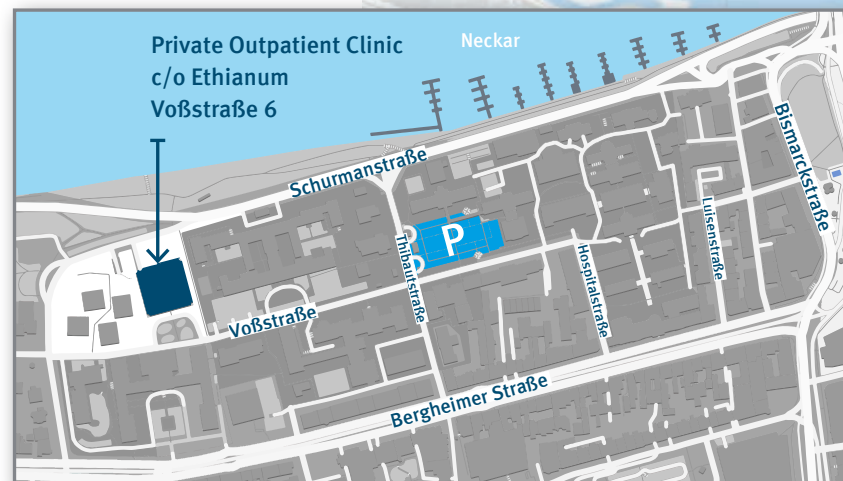 Private Outpatient Clinic
c/o Ethianum
Voßstraße 6
Neckar
Schurmanstraße
Bismarckstraße
Luisenstraße
P
Thibautstraße
Hospitalstraße
Voßstraße
Bergheimer Straße